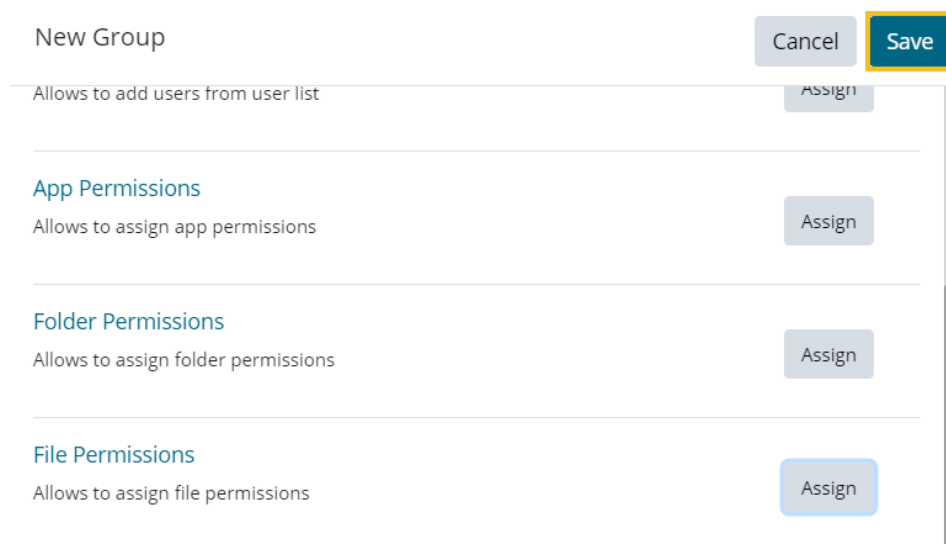 New Group
Cancel
Save
Allows to add users from user list
Assign
App Permissions
Allows to assign app permissions
Assign
Folder Permissions
Allows to assign folder permissions
Assign
File Permissions
Allows to assign file permissions
Assign